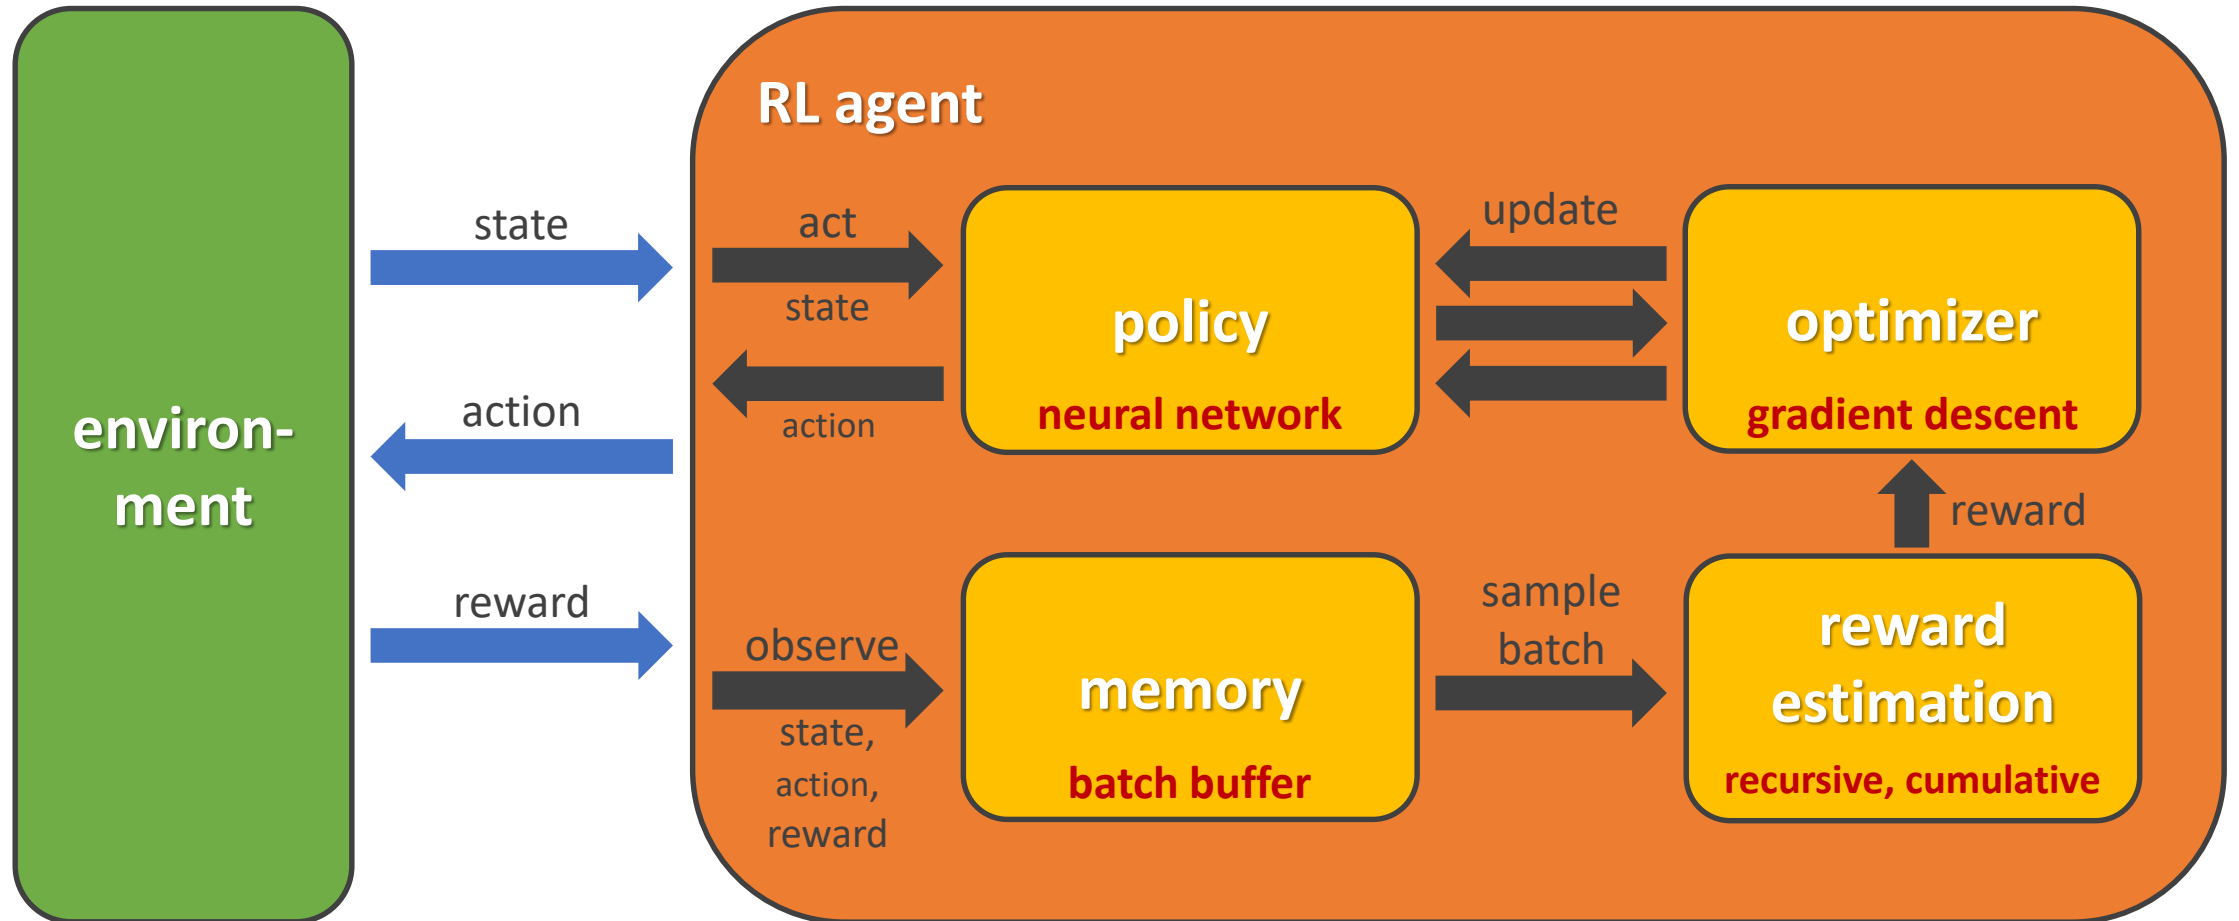 environ-
ment
state
action
reward
RL agent
act
state
action
policy
neural network
update
optimizer
gradient descent
reward
observe
state,
action,
reward
memory
batch buffer
sample
batch
reward
estimation
recursive, cumulative